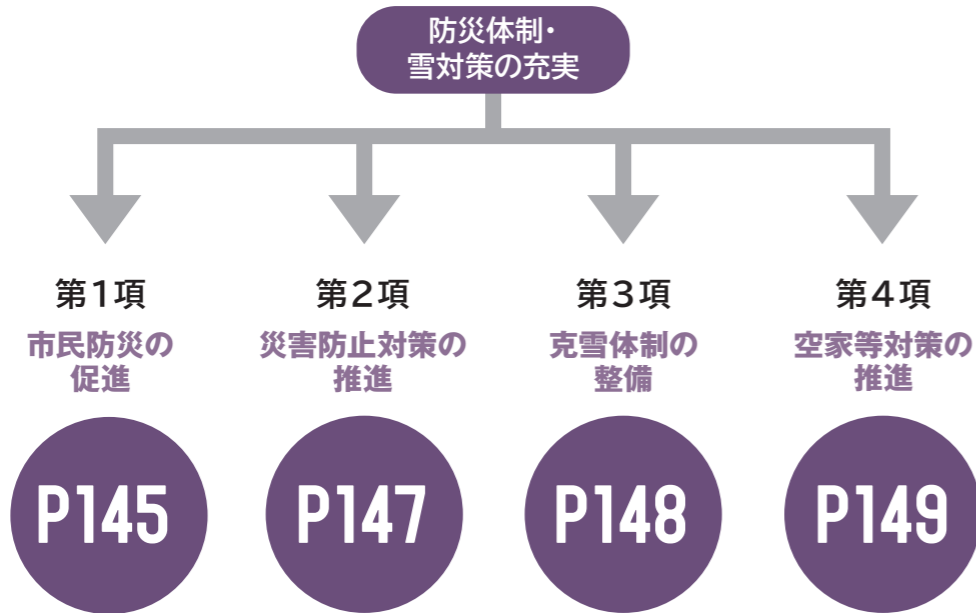 防災体制・
雪対策の充実
第1項
市民防災の
促進
P145
第2項
災害防止対策の
推進
P147
第3項
克雪体制の
整備
P148
第4項
空家等対策の
推進
P149